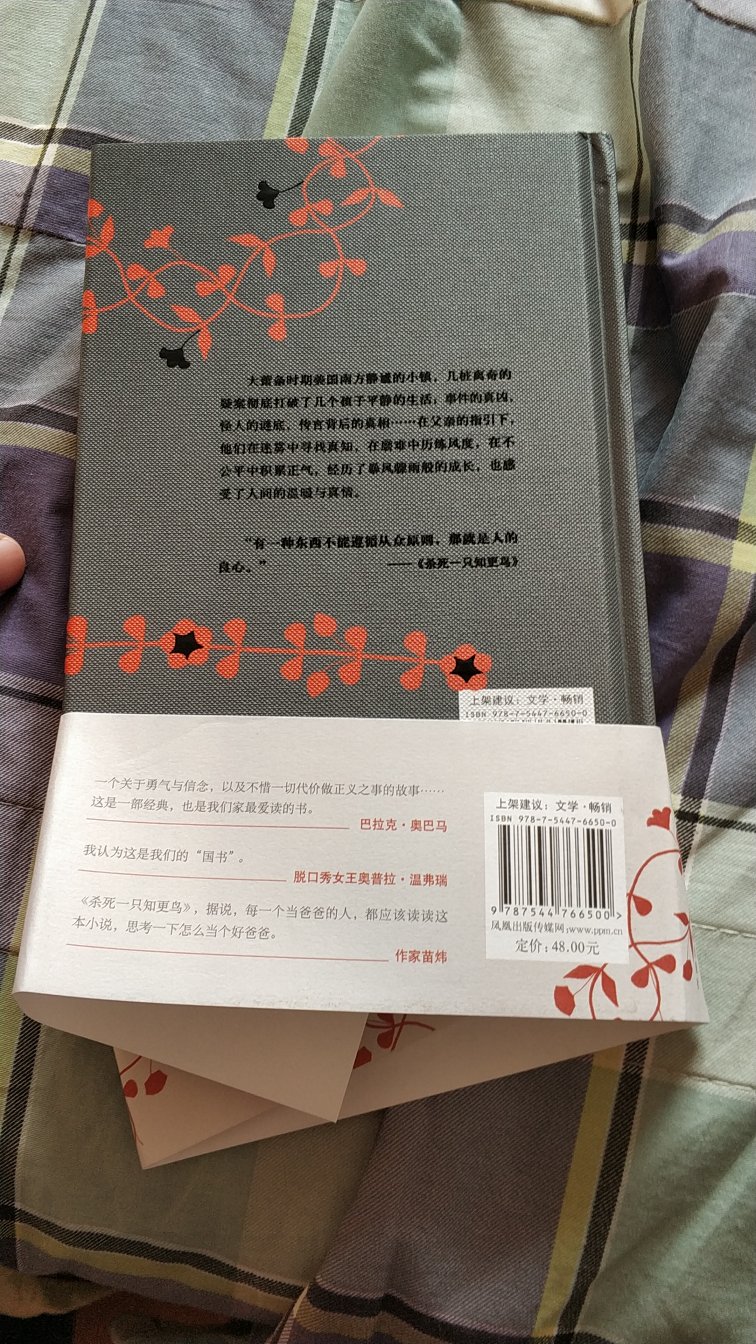 大萧条时期美国南方静谧的小镇，几桩离奇的
疑案彻底打破了几个孩子平静的生活：事件的真凶，
怪人的谜底，传言背后的真相……在父亲的指引下，
他们在迷雾中寻找真知，在磨难中历练风度，在不
公平中积累正气，经历了暴风骤雨般的成长，也感
受了人间的温暖与真情。
“有一种东西不能遵循从众原则，那就是人的
良心。” ——《杀死一只知更鸟》
上架建议：文学·畅销
ISBN 978-7-5447-6650-0
一个关于勇气与信念，以及不惜一切代价做正义之事的故事……
这是一部经典，也是我们家最爱读的书。
巴拉克·奥巴马
我认为这是我们的“国书”。
脱口秀女王奥普拉·温弗瑞
《杀死一只知更鸟》，据说，每一个当爸爸的人，都应该读读这
本小说，思考一下怎么当个好爸爸。
作家苗炜
上架建议：文学·畅销
ISBN 978-7-5447-6650-0
9 787544 766500 >
凤凰出版传媒网:www.ppm.cn
定价：48.00元